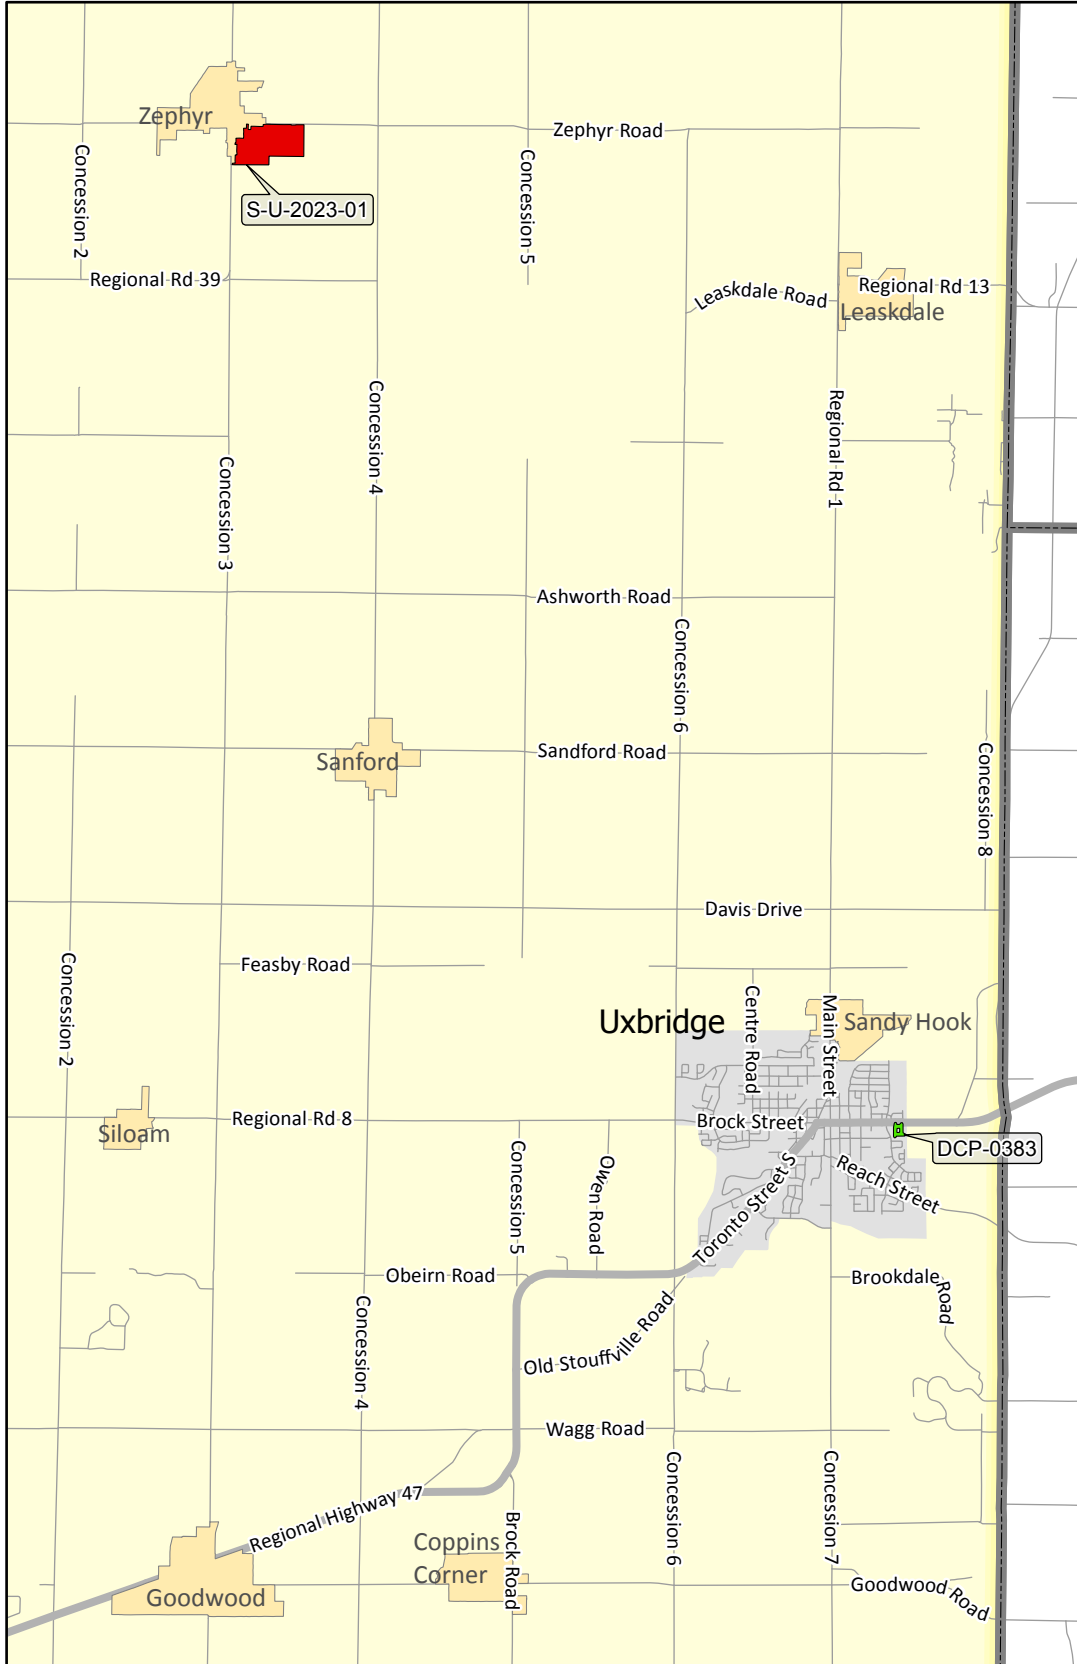 Zephyr
Zephyr Road
Concession 2
Concession 5
S-U-2023-01
Regional Rd 39
Leaskdale Road
Regional Rd 13
Leaskdale
Concession 4
Regional Rd 1
Concession 3
Ashworth Road
Concession 6
Sanford
Sandford Road
Concession 8
Davis Drive
Concession 2
Feasby Road
Centre Road
Main Street
Uxbridge
Sandy Hook
Siloam
Regional Rd 8
Brock Street
DCP-0383
Concession 5
Owen Road
Toronto Street S
Reach Street
Obeirn Road
Brookdale Road
Concession 4
Old Stouffville Road
Wagg Road
Concession 6
Concession 7
Regional Highway 47
Coppins
Corner
Brock Road
Goodwood
Goodwood Road